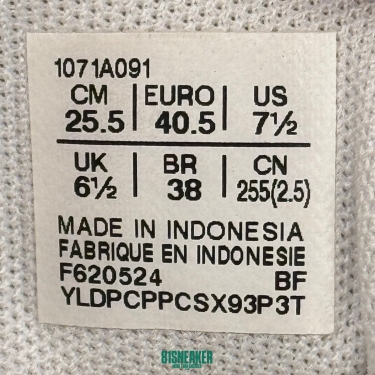 1071A091
CM EURO US
25.5 40.5 7½
UK BR CN
6½ 38 255(2.5)
MADE IN INDONESIA
FABRIQUE EN INDONESIE
F620524 BF
YLDPCPPCSX93P3T
81SNEAKER